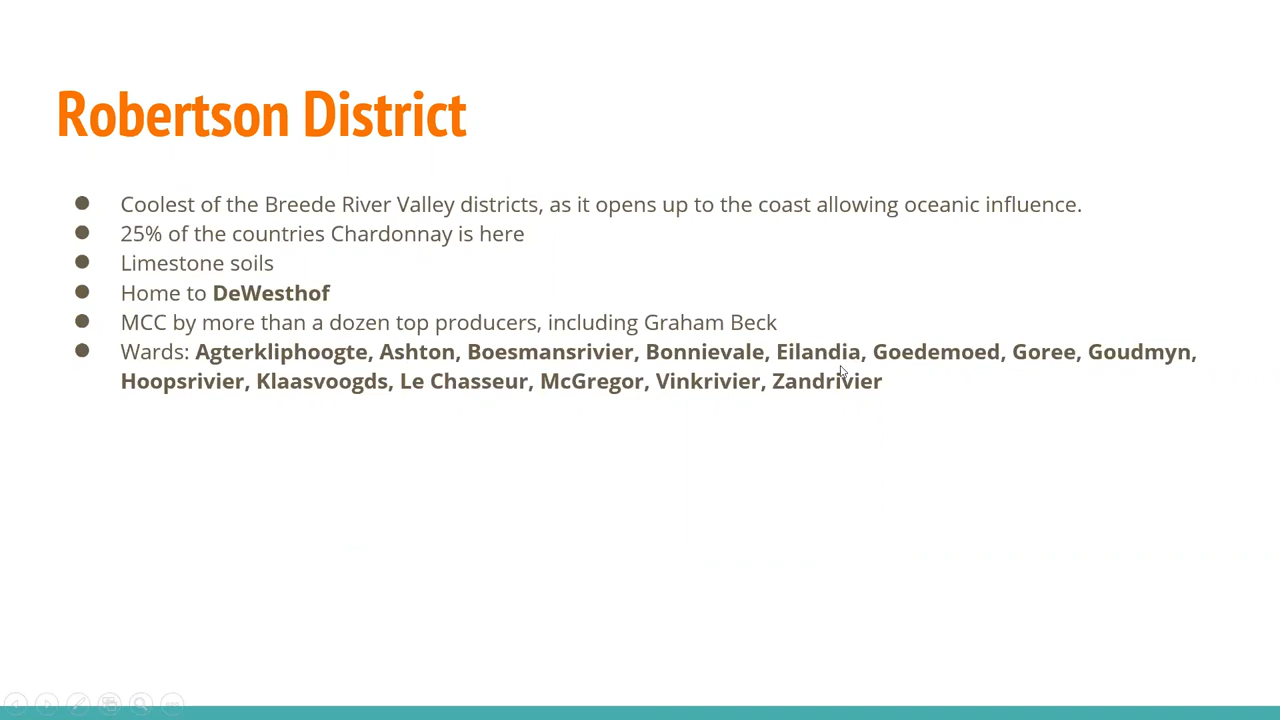 Robertson District
● Coolest of the Breede River Valley districts, as it opens up to the coast allowing oceanic influence.
● 25% of the countries Chardonnay is here
● Limestone soils
● Home to DeWesthof
● MCC by more than a dozen top producers, including Graham Beck
● Wards: Agterkliphoogte, Ashton, Boesmansrivier, Bonnievale, Eilandia, Goedemoed, Goree, Goudmyn,
Hoopsrivier, Klaasvoogds, Le Chasseur, McGregor, Vinkrivier, Zandrivier